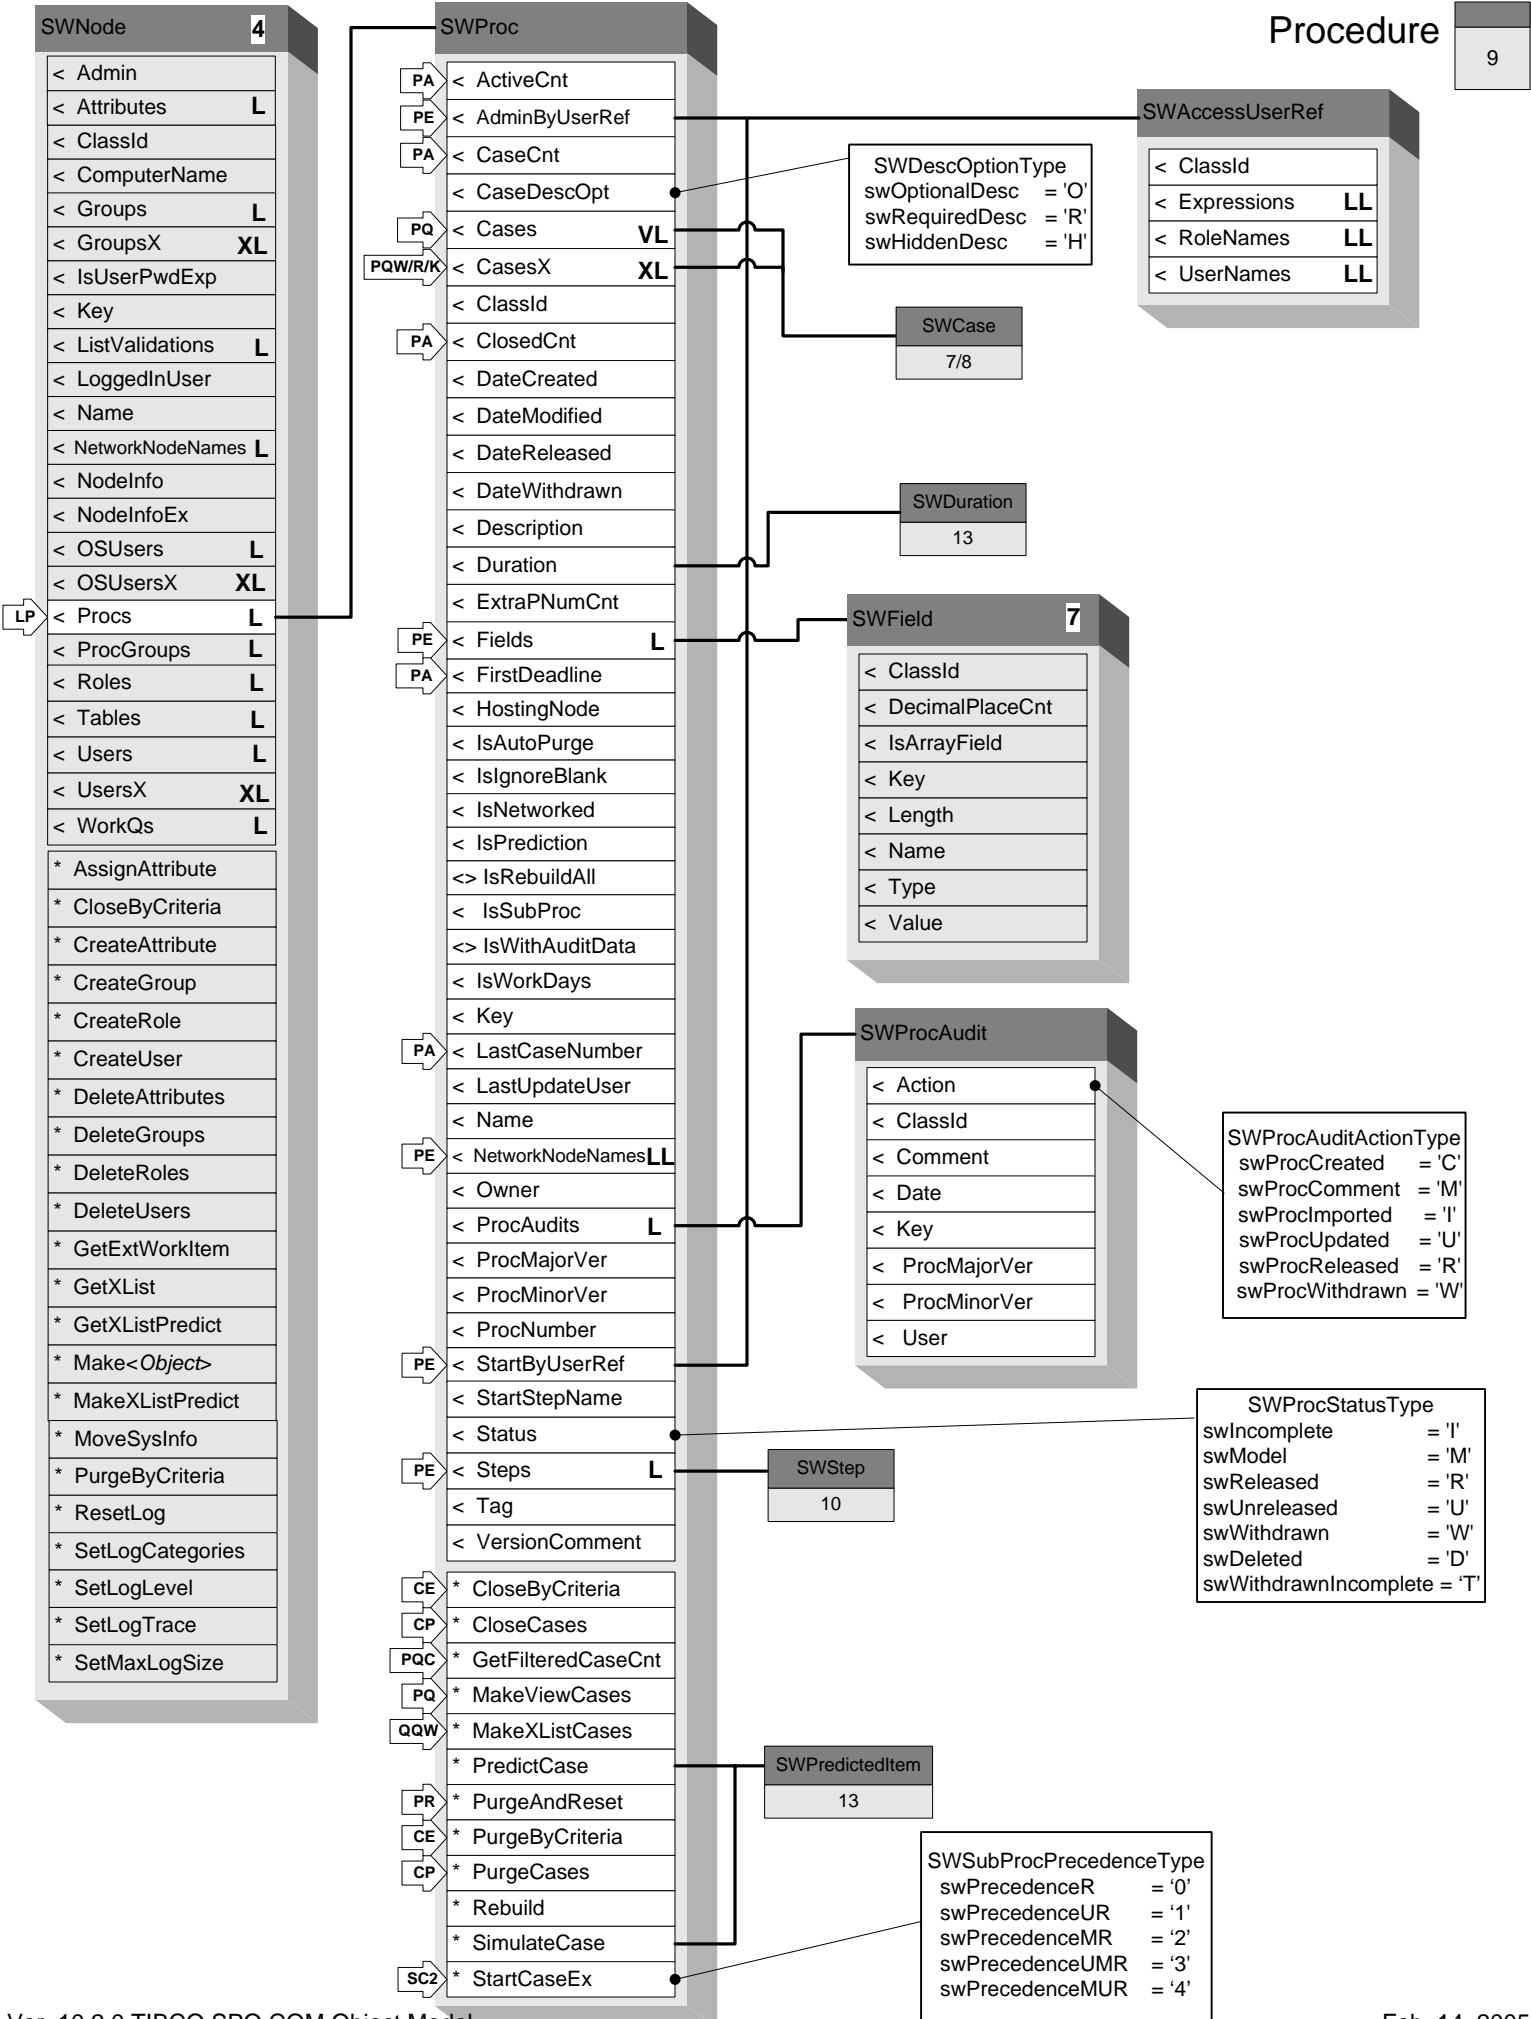 Procedure
9
SWNode 4
< Admin
< Attributes L
< ClassId
< ComputerName
< Groups L
< GroupsX XL
< IsUserPwdExp
< Key
< ListValidations L
< LoggedInUser
< Name
< NetworkNodeNames L
< NodeInfo
< NodeInfoEx
< OSUsers L
< OSUsersX XL
LP < Procs L
< ProcGroups L
< Roles L
< Tables L
< Users L
< UsersX XL
< WorkQs L
* AssignAttribute
* CloseByCriteria
* CreateAttribute
* CreateGroup
* CreateRole
* CreateUser
* DeleteAttributes
* DeleteGroups
* DeleteRoles
* DeleteUsers
* GetExtWorkItem
* GetXList
* GetXListPredict
* Make<Object>
* MakeXListPredict
* MoveSysInfo
* PurgeByCriteria
* ResetLog
* SetLogCategories
* SetLogLevel
* SetLogTrace
* SetMaxLogSize
SWProc
PA < ActiveCnt
PE < AdminByUserRef
PA < CaseCnt
< CaseDescOpt
PQ < Cases VL
PQW/R/K < CasesX XL
< ClassId
PA < ClosedCnt
< DateCreated
< DateModified
< DateReleased
< DateWithdrawn
< Description
< Duration
< ExtraPNumCnt
PE < Fields L
PA < FirstDeadline
< HostingNode
< IsAutoPurge
< IsIgnoreBlank
< IsNetworked
< IsPrediction
<> IsRebuildAll
< IsSubProc
<> IsWithAuditData
< IsWorkDays
< Key
PA < LastCaseNumber
< LastUpdateUser
< Name
PE < NetworkNodeNames LL
< Owner
< ProcAudits L
< ProcMajorVer
< ProcMinorVer
< ProcNumber
PE < StartByUserRef
< StartStepName
< Status
PE < Steps L
< Tag
< VersionComment
CE * CloseByCriteria
CP * CloseCases
PQC * GetFilteredCaseCnt
PQ * MakeViewCases
QQW * MakeXListCases
* PredictCase
PR * PurgeAndReset
CE * PurgeByCriteria
CP * PurgeCases
* Rebuild
* SimulateCase
SC2 * StartCaseEx
SWAccessUserRef
< ClassId
< Expressions LL
< RoleNames LL
< UserNames LL
SWDescOptionType
swOptionalDesc = 'O'
swRequiredDesc = 'R'
swHiddenDesc = 'H'
SWCase
7/8
SWDuration
13
SWField 7
< ClassId
< DecimalPlaceCnt
< IsArrayField
< Key
< Length
< Name
< Type
< Value
SWProcAudit
< Action
< ClassId
< Comment
< Date
< Key
< ProcMajorVer
< ProcMinorVer
< User
SWProcAuditActionType
swProcCreated = 'C'
swProcComment = 'M'
swProcImported = 'I'
swProcUpdated = 'U'
swProcReleased = 'R'
swProcWithdrawn = 'W'
SWProcStatusType
swIncomplete = 'I'
swModel = 'M'
swReleased = 'R'
swUnreleased = 'U'
swWithdrawn = 'W'
swDeleted = 'D'
swWithdrawnIncomplete = ‘T’
SWStep
10
SWPredictedItem
13
SWSubProcPrecedenceType
swPrecedenceR = ‘0’
swPrecedenceUR = ‘1’
swPrecedenceMR = ‘2’
swPrecedenceUMR = ‘3’
swPrecedenceMUR = ‘4’